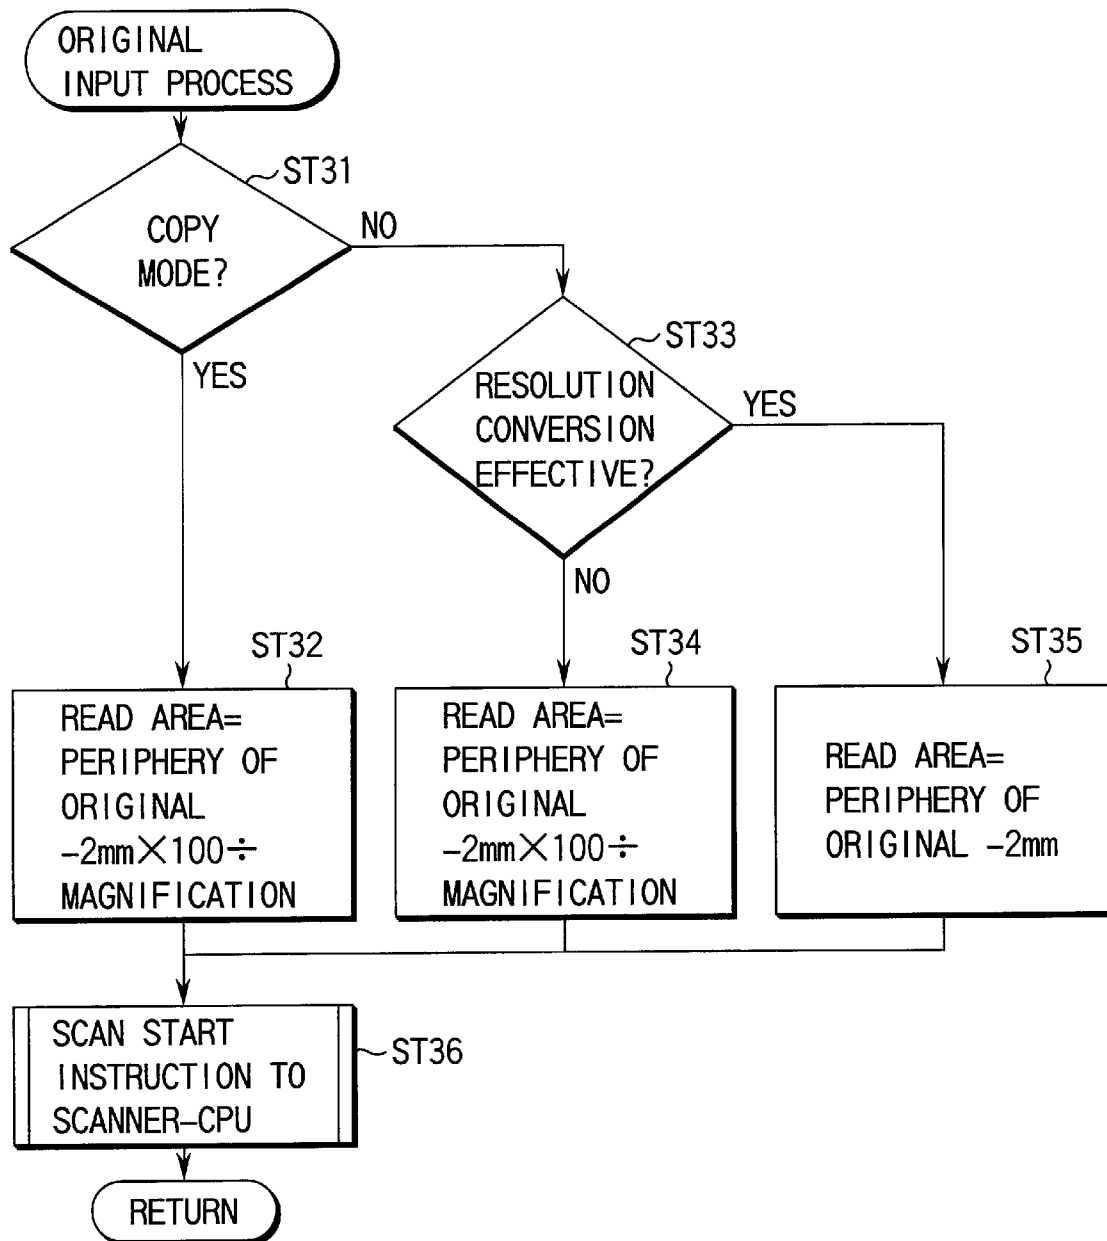 ORIGINAL
INPUT PROCESS
ST31
COPY
MODE?
NO
YES
ST33
RESOLUTION
CONVERSION
EFFECTIVE?
YES
NO
ST32
READ AREA=
PERIPHERY OF
ORIGINAL
-2mm×100÷
MAGNIFICATION
ST34
READ AREA=
PERIPHERY OF
ORIGINAL
-2mm×100÷
MAGNIFICATION
ST35
READ AREA=
PERIPHERY OF
ORIGINAL -2mm
SCAN START
INSTRUCTION TO
SCANNER-CPU
ST36
RETURN